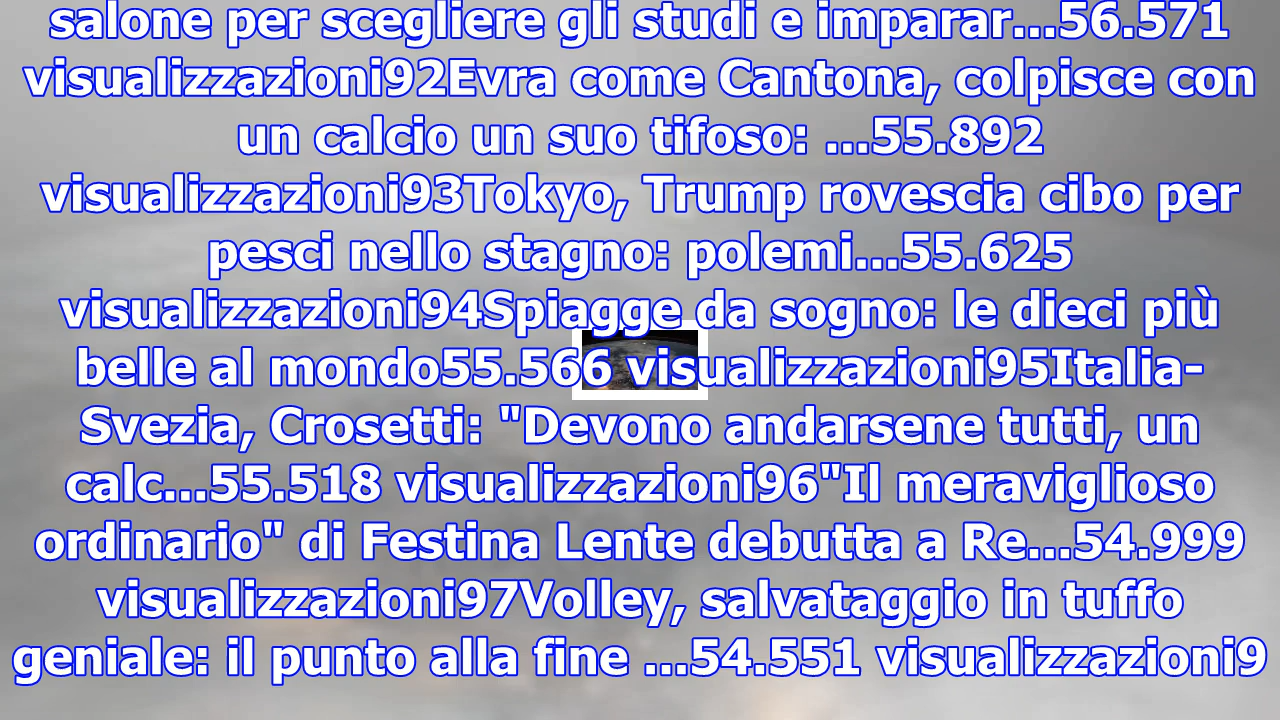 salone per scegliere gli studi e imparar...56.571
visualizzazioni92Evra come Cantona, colpisce con
un calcio un suo tifoso: ...55.892
visualizzazioni93Tokyo, Trump rovescia cibo per
pesci nello stagno: polemi...55.625
visualizzazioni94Spiagge da sogno: le dieci più
belle al mondo55.566 visualizzazioni95Italia-
Svezia, Crosetti: "Devono andarsene tutti, un
calc...55.518 visualizzazioni96"Il meraviglioso
ordinario" di Festina Lente debutta a Re...54.999
visualizzazioni97Volley, salvataggio in tuffo
geniale: il punto alla fine ...54.551 visualizzazioni9